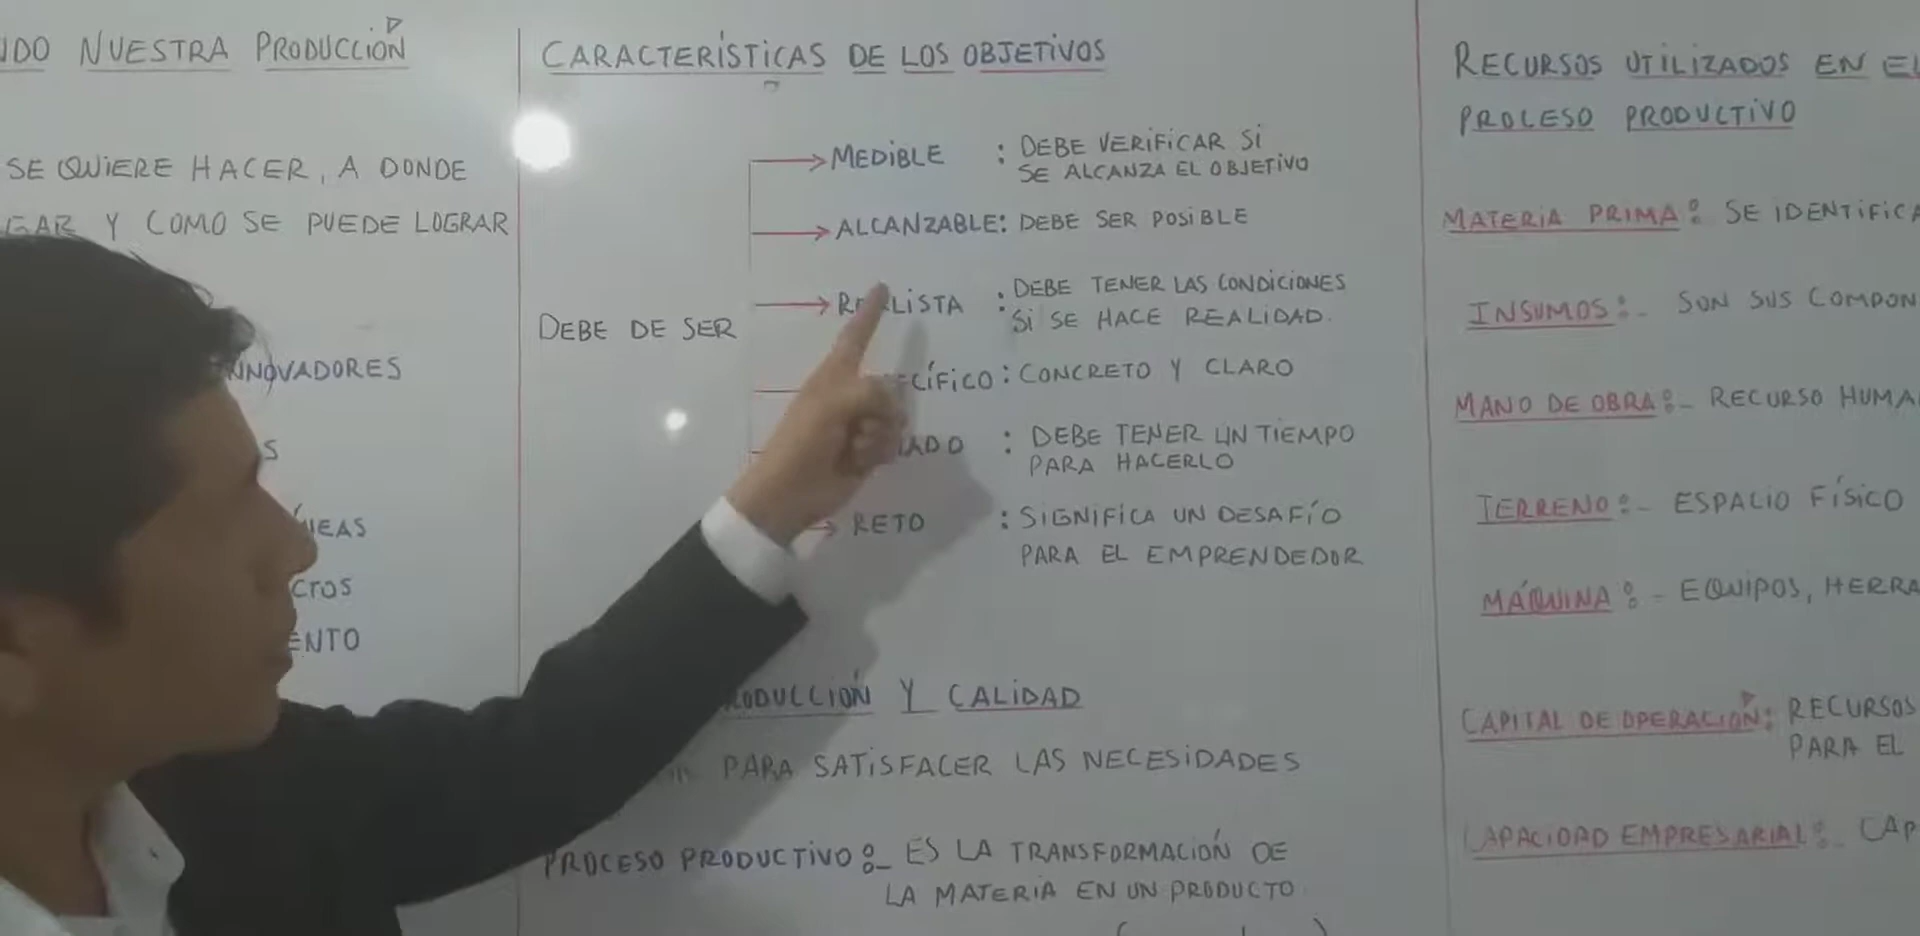 NUESTRA PRODUCCIÓN
SE QUIERE HACER, A DONDE
Y COMO SE PUEDE LOGRAR
CARACTERÍSTICAS DE LOS OBJETIVOS
DEBE DE SER
MEDIBLE : DEBE VERIFICAR SI
SE ALCANZA EL OBJETIVO
ALCANZABLE: DEBE SER POSIBLE
: DEBE TENER LAS CONDICIONES
SI SE HACE REALIDAD.
: CONCRETO Y CLARO
: DEBE TENER UN TIEMPO
PARA HACERLO
RETO : SIGNIFICA UN DESAFÍO
PARA EL EMPRENDEDOR
Y CALIDAD
PARA SATISFACER LAS NECESIDADES
PROCESO PRODUCTIVO:_ ES LA TRANSFORMACIÓN DE
LA MATERIA EN UN PRODUCTO
RECURSOS UTILIZADOS EN
PROCESO PRODUCTIVO
MATERIA PRIMA: SE
INSUMOS:- SON SUS
MANO DE OBRA:- RECURSO
TERRENO:- ESPACIO FÍSICO
MÁQUINA:- EQUIPOS,
CAPITAL DE OPERACIÓN: RECURSOS
PARA EL
CAPACIDAD EMPRESARIAL:-